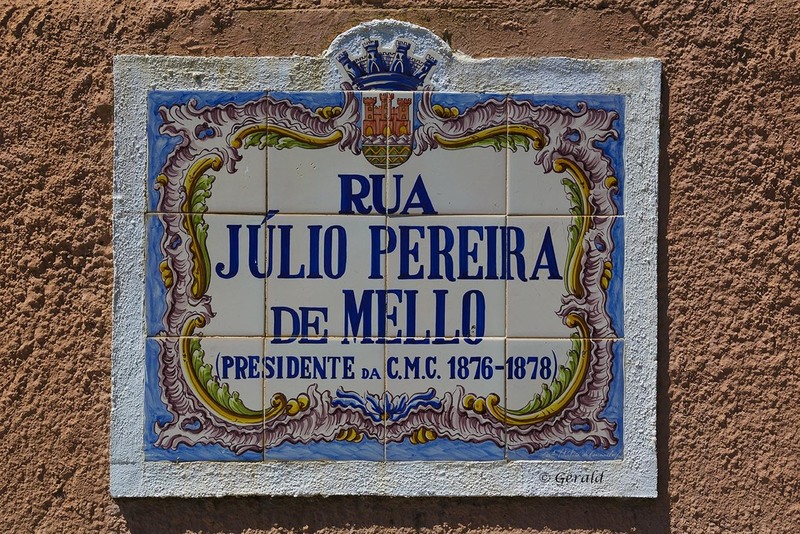 RUA
JÚLIO PEREIRA
DE MELLO
(PRESIDENTE DA C.M.C. 1876-1878)
© Gerald